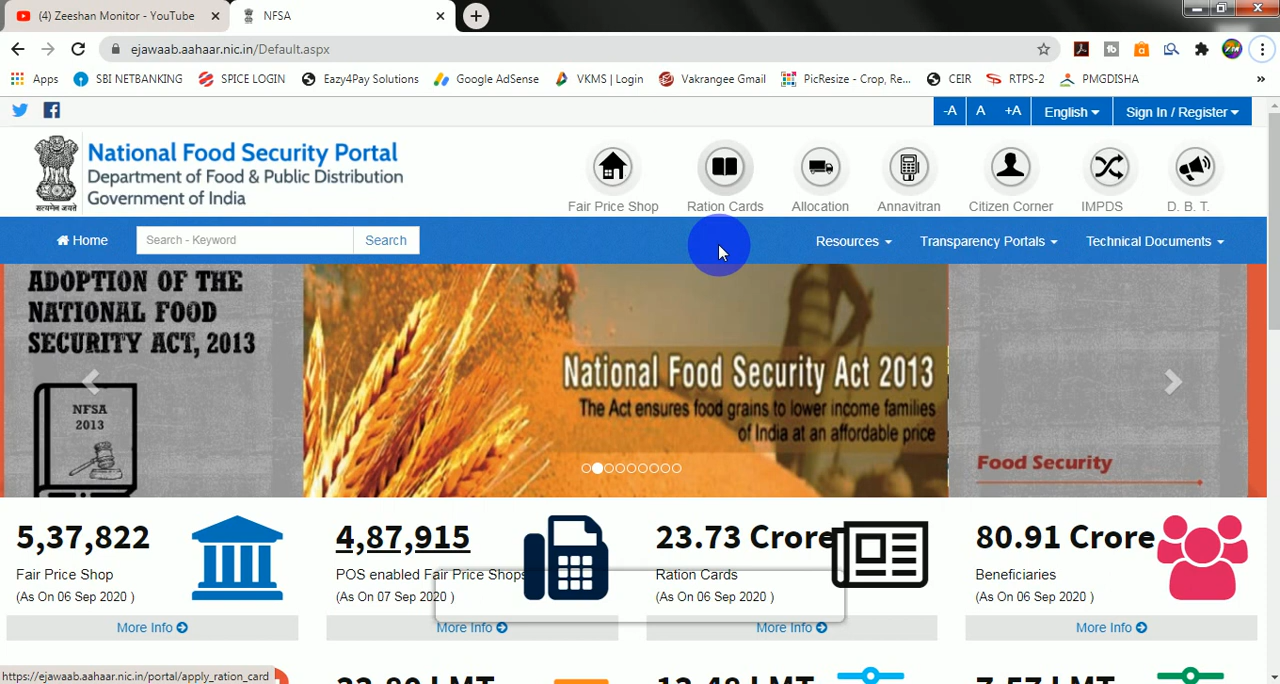 (4) Zeeshan Monitor - YouTube
NFSA
ejawaab.aahaar.nic.in/Default.aspx
Apps
SBI NETBANKING
SPICE LOGIN
Eazy4Pay Solutions
Google AdSense
VKMS | Login
Vakrangee Gmail
PicResize - Crop, Re...
CEIR
RTPS-2
PMGDISHA
»
-A A +A English Sign In / Register
सत्यमेव जयते
National Food Security Portal
Department of Food & Public Distribution
Government of India
Fair Price Shop
Ration Cards
Allocation
Annavitran
Citizen Corner
IMPDS
D. B. T.
Home
Search - Keyword
Search
Resources
Transparency Portals
Technical Documents
ADOPTION OF THE
NATIONAL FOOD
SECURITY ACT, 2013
NFSA
2013
National Food Security Act 2013
The Act ensures food grains to lower income families
of India at an affordable price
Food Security
5,37,822
Fair Price Shop
(As On 06 Sep 2020 )
More Info
4,87,915
POS enabled Fair Price Shops
(As On 07 Sep 2020 )
More Info
23.73 Crore
Ration Cards
(As On 06 Sep 2020 )
More Info
80.91 Crore
Beneficiaries
(As On 06 Sep 2020 )
More Info
https://ejawaab.aahaar.nic.in/portal/apply_ration_card